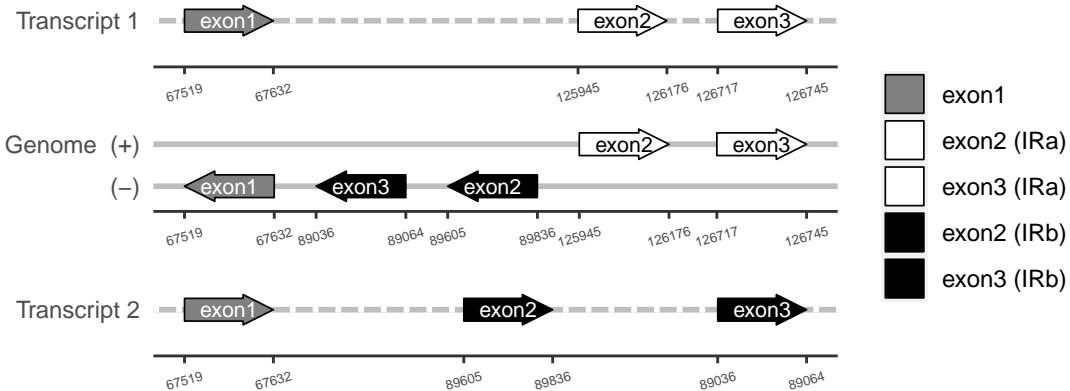 Transcript 1 exon1 exon2 exon3
67519 67632 125945 126176 126717 126745
Genome (+) exon2 exon3
(−) exon1 exon3 exon2
67519 67632 89036 89064 89605 89836 125945 126176 126717 126745
Transcript 2 exon1 exon2 exon3
67519 67632 89605 89836 89036 89064
exon1
exon2 (IRa)
exon3 (IRa)
exon2 (IRb)
exon3 (IRb)